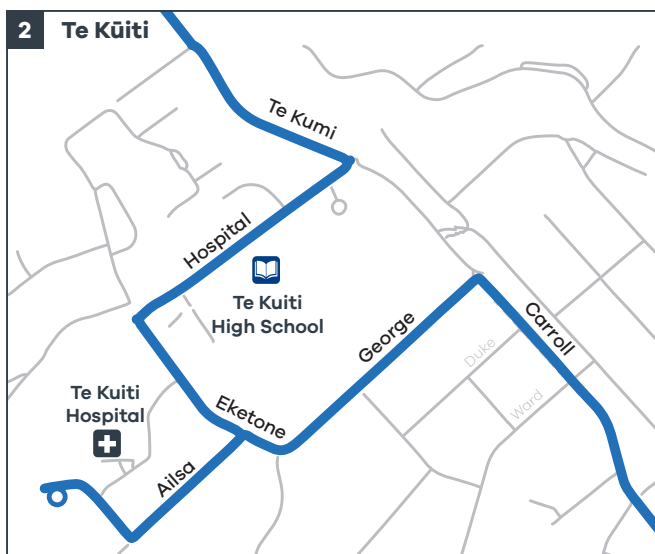 2 Te Kūiti
Te Kumi
Hospital
Te Kuiti
High School
George
Carroll
Duke
Ward
Te Kuiti
Hospital
Eketone
Ailsa